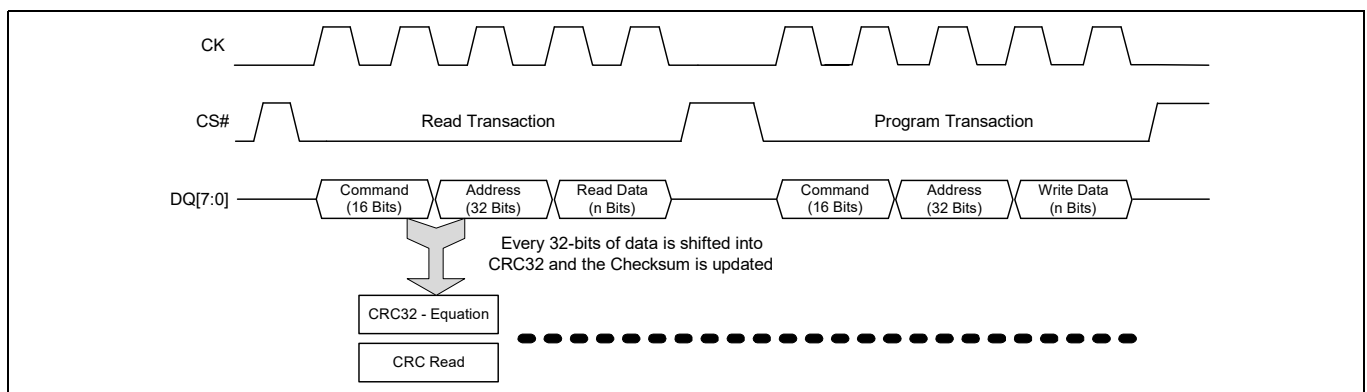 CK
CS#
Read Transaction
Program Transaction
DQ[7:0]
Command
(16 Bits)
Address
(32 Bits)
Read Data
(n Bits)
Command
(16 Bits)
Address
(32 Bits)
Write Data
(n Bits)
Every 32-bits of data is shifted into
CRC32 and the Checksum is updated
CRC32 - Equation
CRC Read